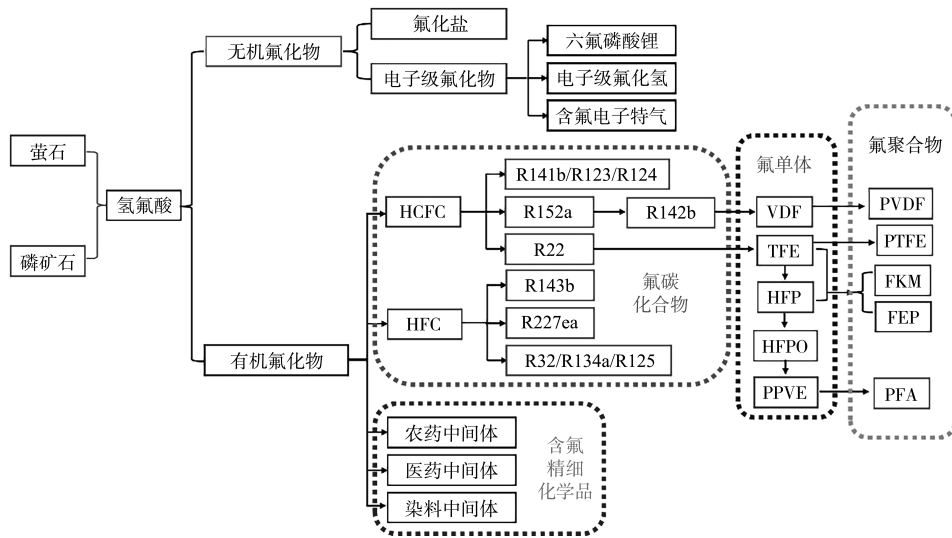 萤石
磷矿石
氢氟酸
无机氟化物
氟化盐
电子级氟化物
六氟磷酸锂
电子级氟化氢
含氟电子特气
有机氟化物
HCFC
R141b/R123/R124
R152a
R142b
R22
HFC
R143b
R227ea
R32/R134a/R125
氟碳
化合物
农药中间体
医药中间体
染料中间体
含氟
精细
化学品
氟单体
VDF
TFE
HFP
HFPO
PPVE
氟聚合物
PVDF
PTFE
FKM
FEP
PFA